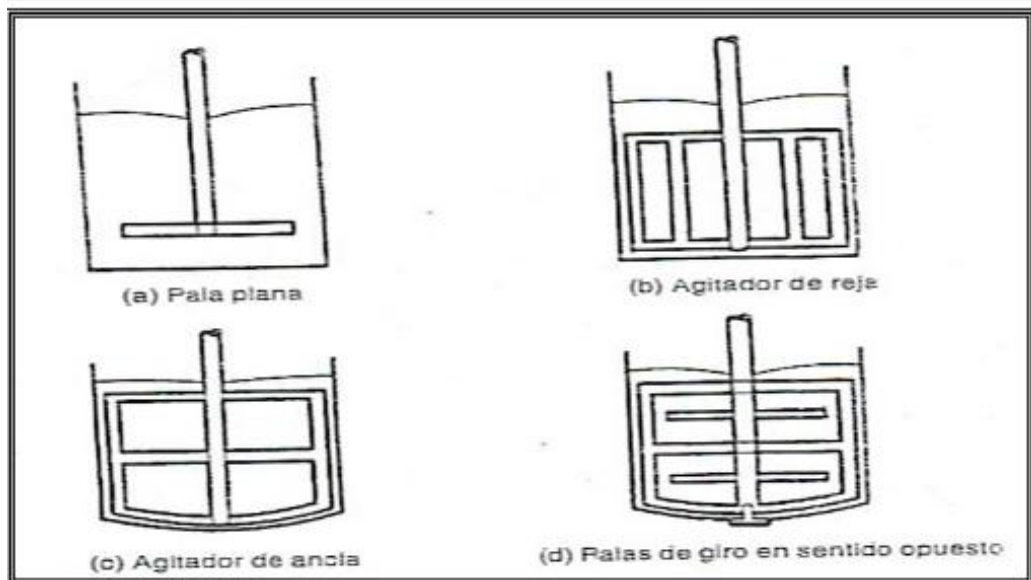 (a) Pala plana
(b) Agitador de reja
(c) Agitador de ancla
(d) Palas de giro en sentido opuesto